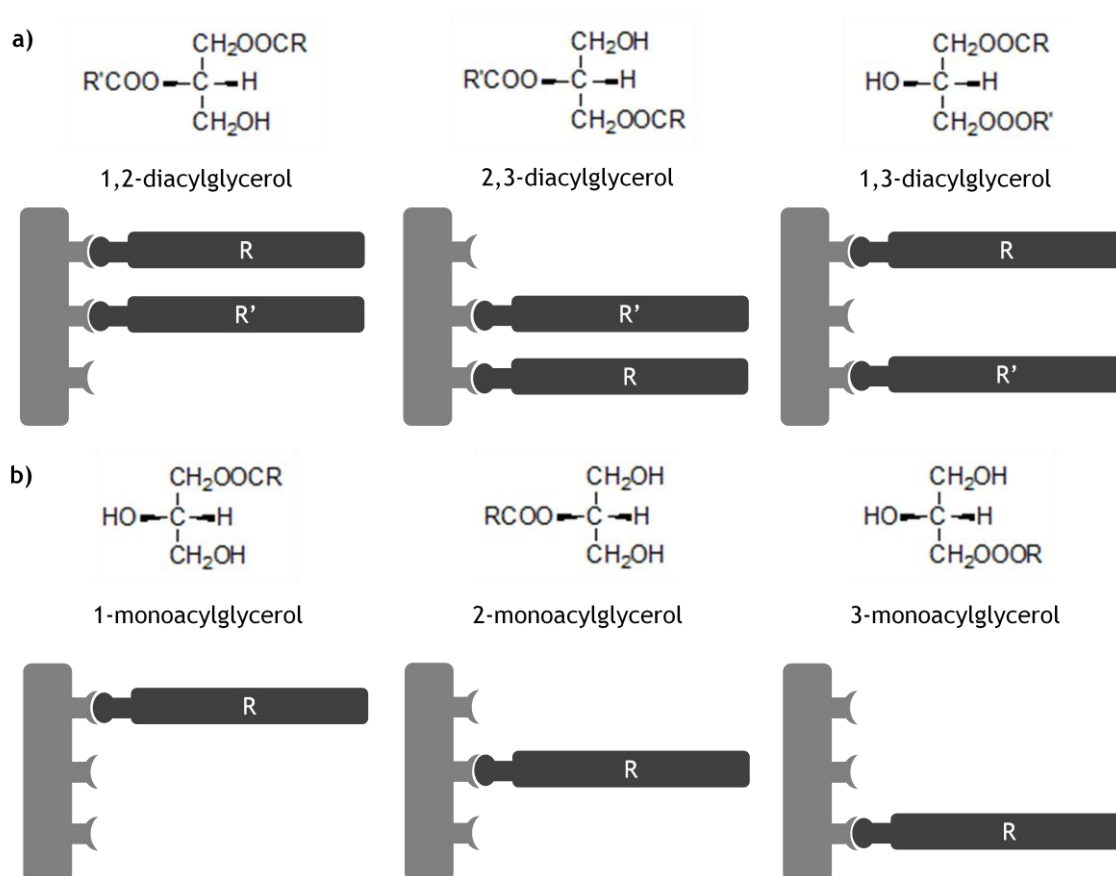 a)
CH₂OOCR
R'COO C H
CH₂OH
1,2-diacylglycerol
R
R’
CH₂OH
R'COO C H
CH₂OOCR
2,3-diacylglycerol
R’
R
CH₂OOCR
HO C H
CH₂OOOR'
1,3-diacylglycerol
R
R’
b)
CH₂OOCR
HO C H
CH₂OH
1-monoacylglycerol
R
CH₂OH
RCOO C H
CH₂OH
2-monoacylglycerol
R
CH₂OH
HO C H
CH₂OOOR
3-monoacylglycerol
R